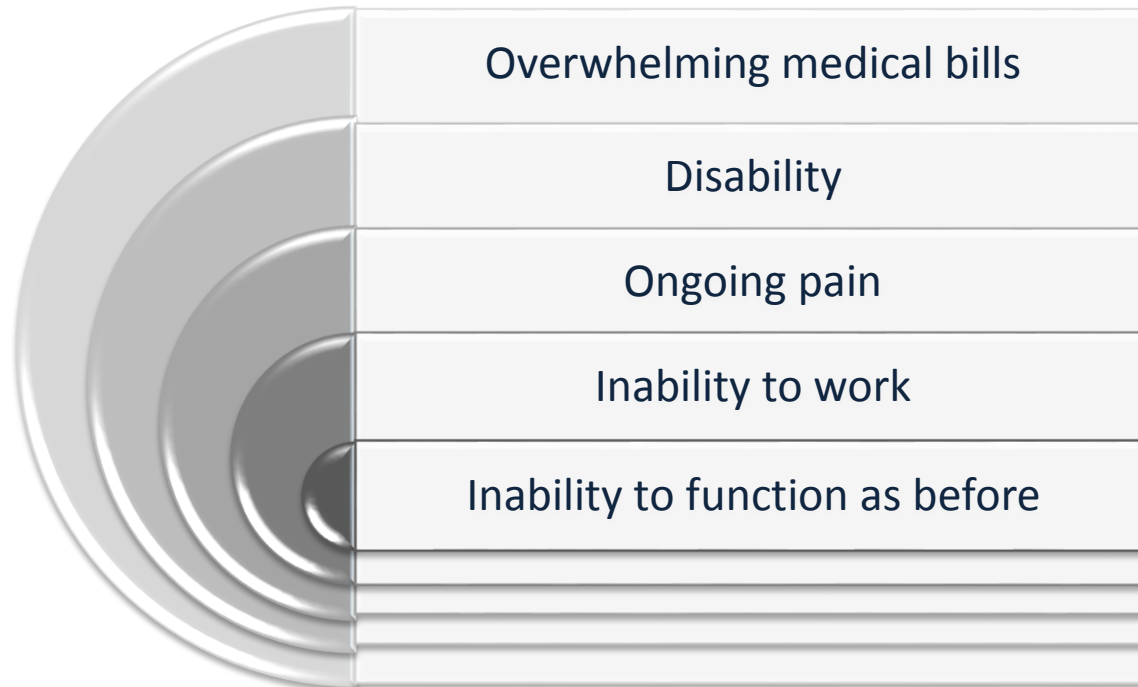 Overwhelming medical bills
Disability
Ongoing pain
Inability to work
Inability to function as before